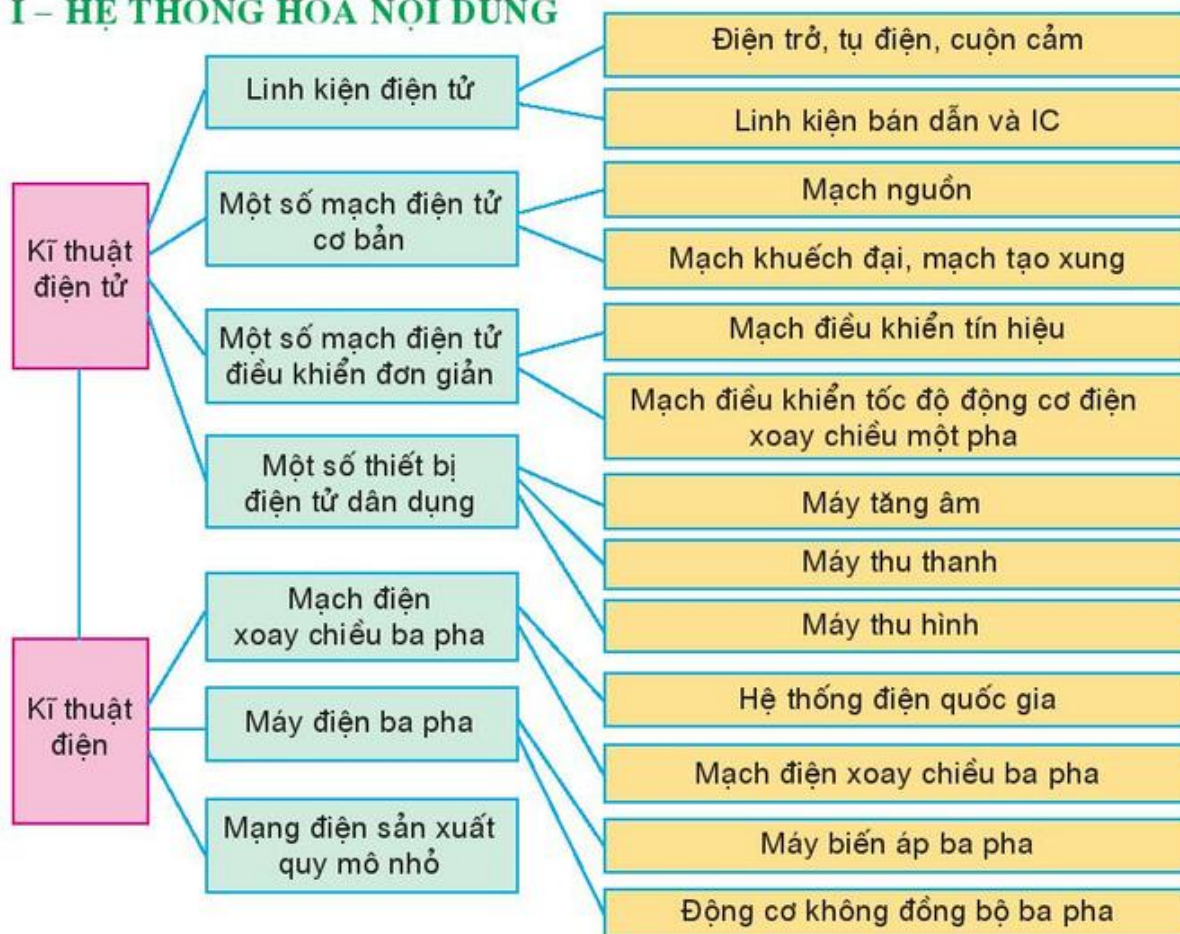 I – HỆ THỐNG HÓA NỘI DUNG
Kĩ thuật
điện tử
Linh kiện điện tử
Điện trở, tụ điện, cuộn cảm
Linh kiện bán dẫn và IC
Một số mạch điện tử
cơ bản
Mạch nguồn
Mạch khuếch đại, mạch tạo xung
Một số mạch điện tử
điều khiển đơn giản
Mạch điều khiển tín hiệu
Mạch điều khiển tốc độ động cơ điện
xoay chiều một pha
Một số thiết bị
điện tử dân dụng
Máy tăng âm
Máy thu thanh
Máy thu hình
Kĩ thuật
điện
Mạch điện
xoay chiều ba pha
Hệ thống điện quốc gia
Mạch điện xoay chiều ba pha
Máy điện ba pha
Máy biến áp ba pha
Động cơ không đồng bộ ba pha
Mạng điện sản xuất
quy mô nhỏ